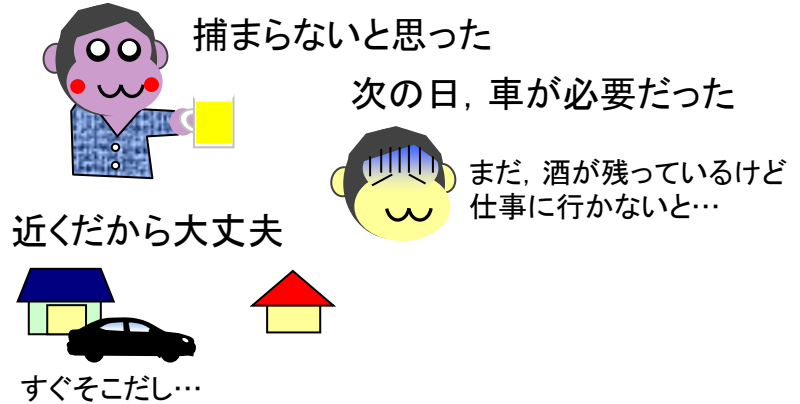 捕まらないと思った
次の日，車が必要だった
まだ，酒が残っているけど
仕事に行かないと…
近くだから大丈夫
すぐそこだし…